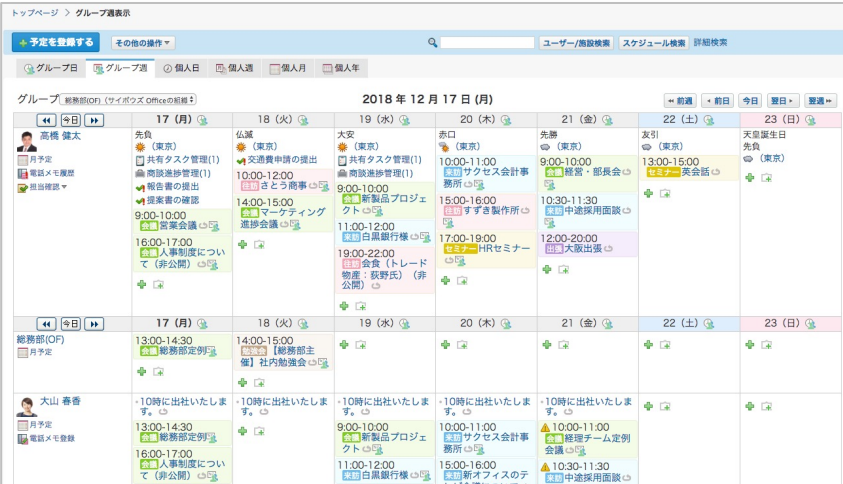 トップページ > グループ週表示
予定を登録する その他の操作 ユーザー/施設検索 スケジュール検索 詳細検索
グループ日 グループ週 個人日 個人週 個人月 個人年
グループ 総務部(OF) (サイボウズ Officeの組織 2018 年 12 月 17 日 (月) 前週 前日 今日 翌日 翌週
今日 17 (月) 18 (火) 19 (水) 20 (木) 21 (金) 22 (土) 23 (日)
高橋 健太
月予定
電話メモ履歴
担当確認
先負
(東京)
共有タスク管理(1)
商談進捗管理(1)
報告書の提出
提案書の確認
9:00-10:00
会議 営業会議
16:00-17:00
会議 人事制度につい
て (非公開)
仏滅
(東京)
交通費申請の提出
10:00-12:00
往訪 さとう商事
14:00-15:00
会議 マーケティング
進捗会議
大安
(東京)
共有タスク管理(1)
商談進捗管理(1)
9:00-10:00
会議 新製品プロジェ
クト
11:00-12:00
来訪 白黒銀行様
19:00-22:00
往訪 会食(トレード
物産:荻野氏) (非
公開)
赤口
(東京)
10:00-11:00
来訪 サクセス会計事
務所
15:00-16:00
往訪 すずき製作所
17:00-19:00
セミナー HRセミナー
先勝
(東京)
9:00-10:00
会議 経営・部長会
10:30-11:30
来訪 中途採用面談
12:00-20:00
出張 大阪出張
友引
(東京)
13:00-15:00
セミナー 英会話
天皇誕生日
先負
(東京)
今日 17 (月) 18 (火) 19 (水) 20 (木) 21 (金) 22 (土) 23 (日)
総務部(OF)
月予定
13:00-14:30
会議 総務部定例
14:00-15:00
勉強会 【総務部主
催】社内勉強会
大山 春香
月予定
電話メモ登録
10時に出社いたしま
す。
13:00-14:30
会議 総務部定例
16:00-17:00
会議 人事制度につい
て (非公開)
10時に出社いたしま
す。
10時に出社いたしま
す。
9:00-10:00
会議 新製品プロジェ
クト
11:00-12:00
来訪 白黒銀行様
10時に出社いたしま
す。
10:00-11:00
来訪 サクセス会計事
務所
15:00-16:00
来訪 新オフィスのテ
10時に出社いたしま
す。
10:00-11:00
会議 経理チーム定例
会議
10:30-11:30
来訪 中途採用面談